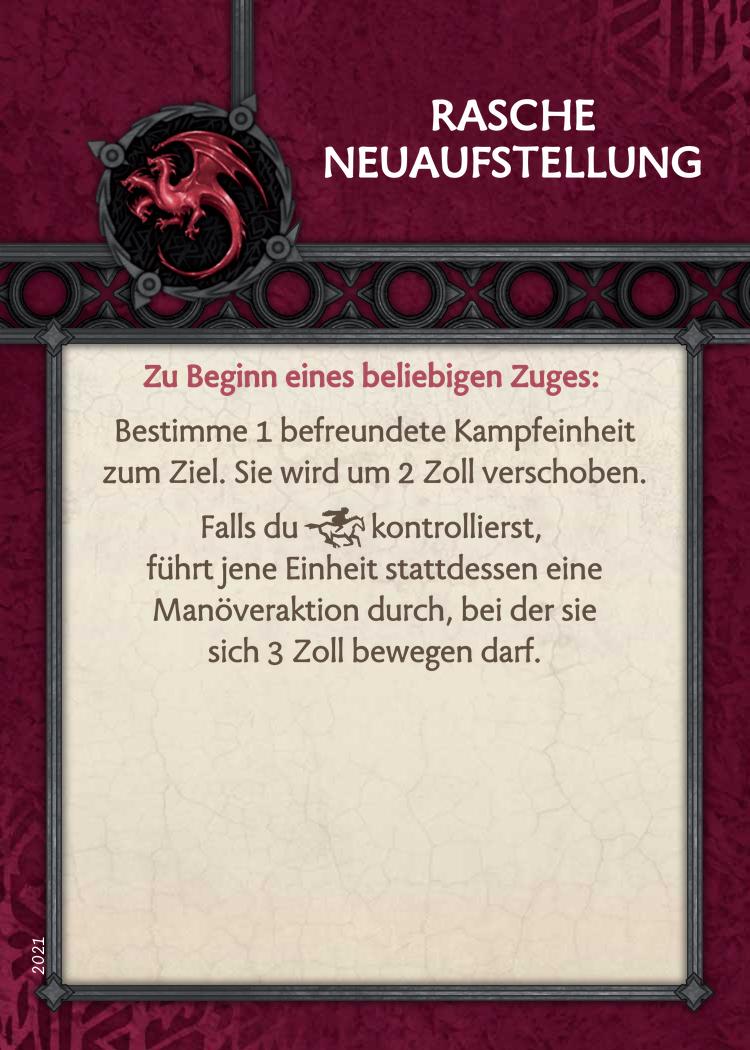 RASCHE
NEUAUFSTELLUNG
Zu Beginn eines beliebigen Zuges:
Bestimme 1 befreundete Kampfeinheit
zum Ziel. Sie wird um 2 Zoll verschoben.
Falls du kontrollierst,
führt jene Einheit stattdessen eine
Manöveraktion durch, bei der sie
sich 3 Zoll bewegen darf.
2021